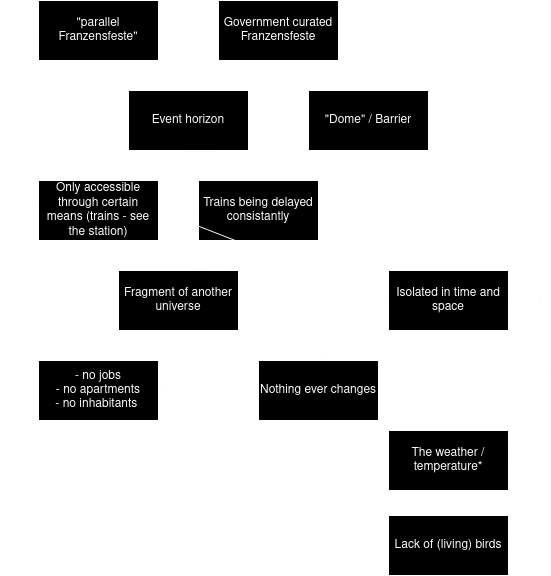 "parallel
Franzensfeste"
Government curated
Franzensfeste
Event horizon
"Dome" / Barrier
Only accessible
through certain
means (trains - see
the station)
Trains being delayed
consistantly
Fragment of another
universe
Isolated in time and
space
- no jobs
- no apartments
- no inhabitants
Nothing ever changes
The weather /
temperature*
Lack of (living) birds